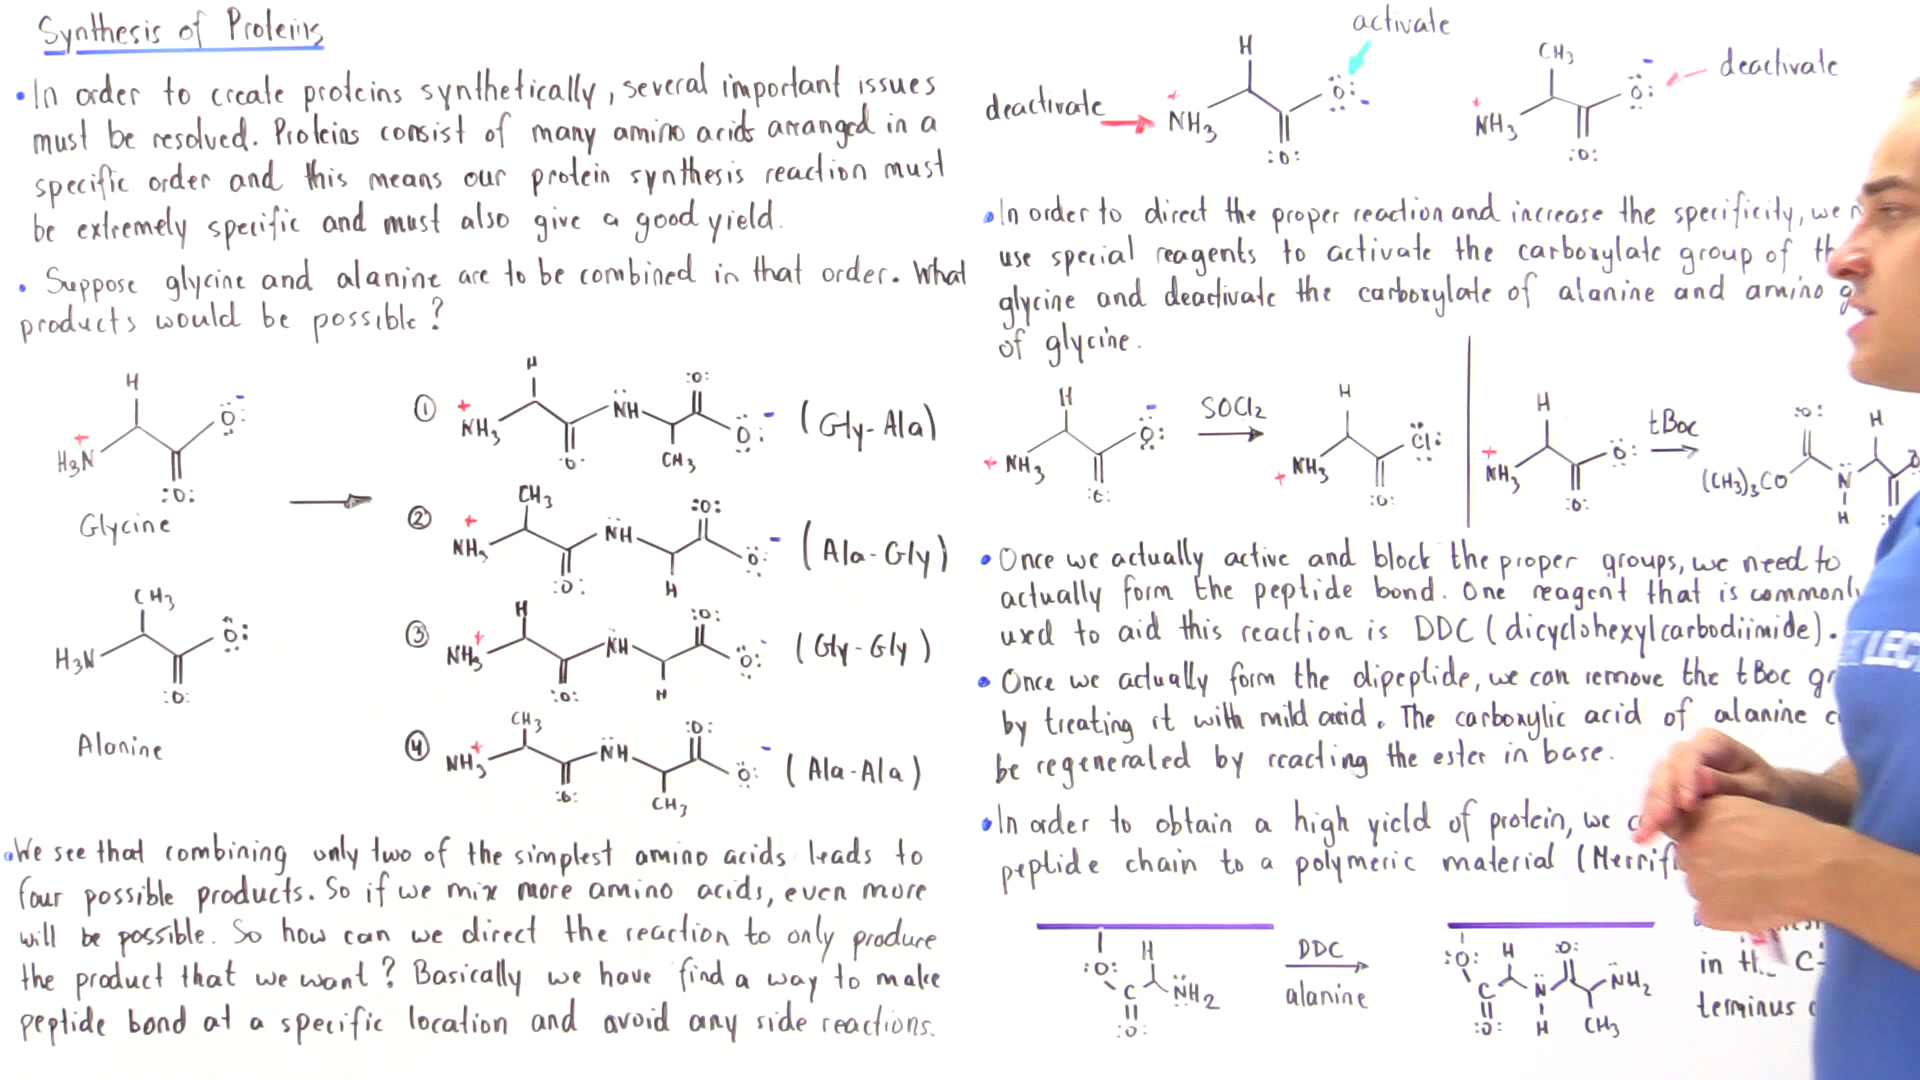 Synthesis of Proteins
• In order to create proteins synthetically, several important issues
must be resolved. Proteins consist of many amino acids arranged in a
specific order and this means our protein synthesis reaction must
be extremely specific and must also give a good yield.
• Suppose glycine and alanine are to be combined in that order. What
products would be possible?
H
H3N +
:O: -
:O:
Glycine
CH3
H3N
:O:
:O:
Alanine
① + NH3 H :O: NH CH3 :O: :O: - (Gly-Ala)
② + NH3 CH3 :O: NH H :O: :O: - (Ala-Gly)
③ NH3 + H :O: NH H :O: :O: - (Gly-Gly)
④ NH3 + CH3 :O: NH CH3 :O: :O: - (Ala-Ala)
• We see that combining only two of the simplest amino acids leads to
four possible products. So if we mix more amino acids, even more
will be possible. So how can we direct the reaction to only produce
the product that we want? Basically we have find a way to make
peptide bond at a specific location and avoid any side reactions.
activate
deactivate
+ NH3 H :O: - :O:
+ NH3 CH3 :O: - :O:
deactivate
• In order to direct the proper reaction and increase the specificity, we
use special reagents to activate the carboxylate group of
glycine and deactivate the carboxylate of alanine and amino
of glycine.
+ NH3 H :O: - :O:
SOCl2
+ NH3 H Cl: :O:
+ NH3 H :O: :O:
tBoc
(CH3)3CO :O: N H H
• Once we actually active and block the proper groups, we need to
actually form the peptide bond. One reagent that is commonly
used to aid this reaction is DDC (dicyclohexylcarbodiimide).
• Once we actually form the dipeptide, we can remove the tBoc
by treating it with mild acid. The carboxylic acid of alanine
be regenerated by reacting the ester in base.
• In order to obtain a high yield of protein, we
peptide chain to a polymeric material (Merrif
:O: C :O: H NH2
DDC
alanine
:O: C :O: H N H :O: CH3 NH2
in C-
terminus
LEC